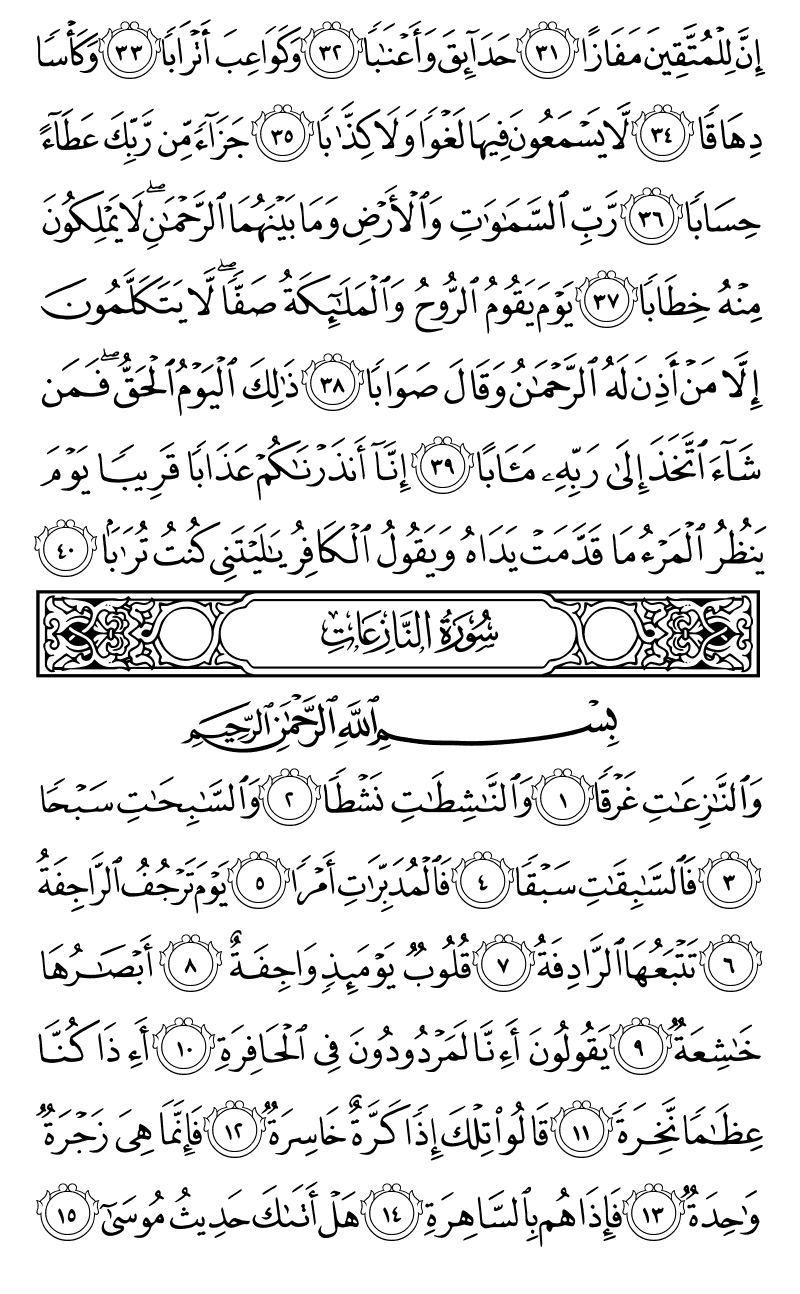 إِنَّ لِلْمُتَّقِينَ مَفَازًا ٣١ حَدَآئِقَ وَأَعْنَٰبًا ٣٢ وَكَوَاعِبَ أَتْرَابًا ٣٣ وَكَأْسًا
دِهَاقًا ٣٤ لَّا يَسْمَعُونَ فِيهَا لَغْوًا وَلَا كِذَّٰبًا ٣٥ جَزَآءً مِّن رَّبِّكَ عَطَآءً
حِسَابًا ٣٦ رَّبِّ ٱلسَّمَٰوَٰتِ وَٱلْأَرْضِ وَمَا بَيْنَهُمَا ٱلرَّحْمَٰنِۖ لَا يَمْلِكُونَ
مِنْهُ خِطَابًا ٣٧ يَوْمَ يَقُومُ ٱلرُّوحُ وَٱلْمَلَٰٓئِكَةُ صَفًّاۖ لَّا يَتَكَلَّمُونَ
إِلَّا مَنْ أَذِنَ لَهُ ٱلرَّحْمَٰنُ وَقَالَ صَوَابًا ٣٨ ذَٰلِكَ ٱلْيَوْمُ ٱلْحَقُّۖ فَمَن
شَآءَ ٱتَّخَذَ إِلَىٰ رَبِّهِۦ مَـَٔابًا ٣٩ إِنَّآ أَنذَرْنَٰكُمْ عَذَابًا قَرِيبًا يَوْمَ
يَنظُرُ ٱلْمَرْءُ مَا قَدَّمَتْ يَدَاهُ وَيَقُولُ ٱلْكَافِرُ يَٰلَيْتَنِى كُنتُ تُرَٰبًۢا ٤٠
سُورَةُ النَّازِعَاتِ
بِسْمِ ٱللَّهِ ٱلرَّحْمَٰنِ ٱلرَّحِيمِ
وَٱلنَّٰزِعَٰتِ غَرْقًا ١ وَٱلنَّٰشِطَٰتِ نَشْطًا ٢ وَٱلسَّٰبِحَٰتِ سَبْحًا
٣ فَٱلسَّٰبِقَٰتِ سَبْقًا ٤ فَٱلْمُدَبِّرَٰتِ أَمْرًا ٥ يَوْمَ تَرْجُفُ ٱلرَّاجِفَةُ
٦ تَتْبَعُهَا ٱلرَّادِفَةُ ٧ قُلُوبٌ يَوْمَئِذٍ وَاجِفَةٌ ٨ أَبْصَٰرُهَا
خَٰشِعَةٌ ٩ يَقُولُونَ أَءِنَّا لَمَرْدُودُونَ فِى ٱلْحَافِرَةِ ١٠ أَءِذَا كُنَّا
عِظَٰمًا نَّخِرَةً ١١ قَالُوا۟ تِلْكَ إِذًا كَرَّةٌ خَاسِرَةٌ ١٢ فَإِنَّمَا هِىَ زَجْرَةٌ
وَٰحِدَةٌ ١٣ فَإِذَا هُم بِٱلسَّاهِرَةِ ١٤ هَلْ أَتَىٰكَ حَدِيثُ مُوسَىٰٓ ١٥